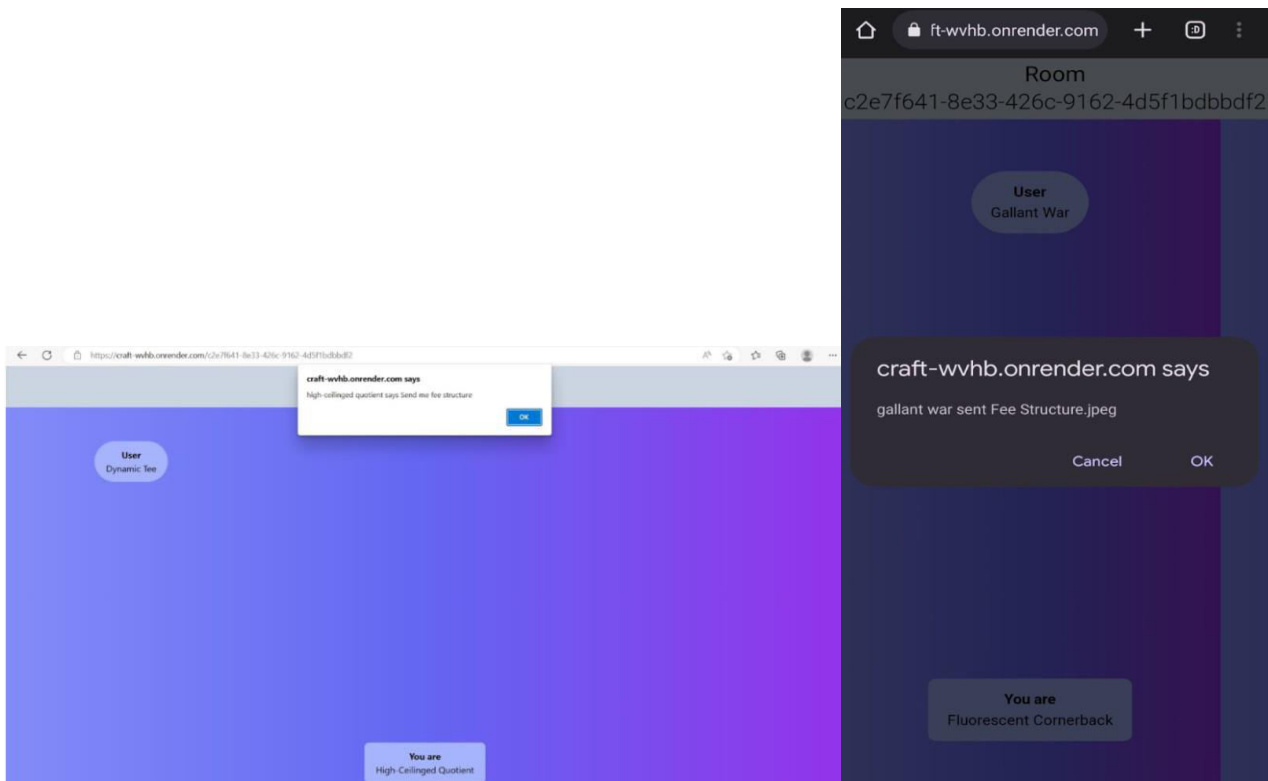 https://craft-wvhb.onrender.com/c2e7f641-8e33-426c-9162-4d5f1bdbbdf2
craft-wvhb.onrender.com says
high-ceilinged quotient says Send me fee structure
OK
User
Dynamic Tee
You are
High-Ceilinged Quotient
ft-wvhb.onrender.com
:D
Room
c2e7f641-8e33-426c-9162-4d5f1bdbbdf2
User
Gallant War
craft-wvhb.onrender.com says
gallant war sent Fee Structure.jpeg
Cancel OK
You are
Fluorescent Cornerback